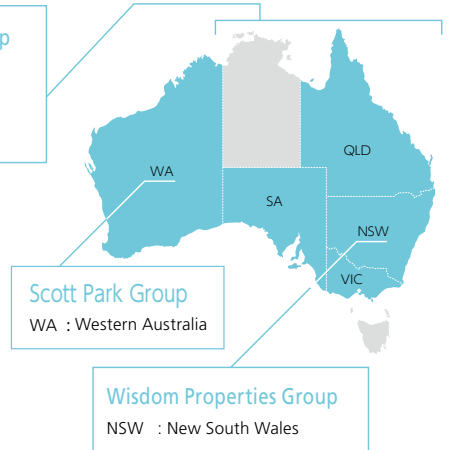 p
QLD
WA
SA
NSW
VIC
Scott Park Group
WA : Western Australia
Wisdom Properties Group
NSW : New South Wales